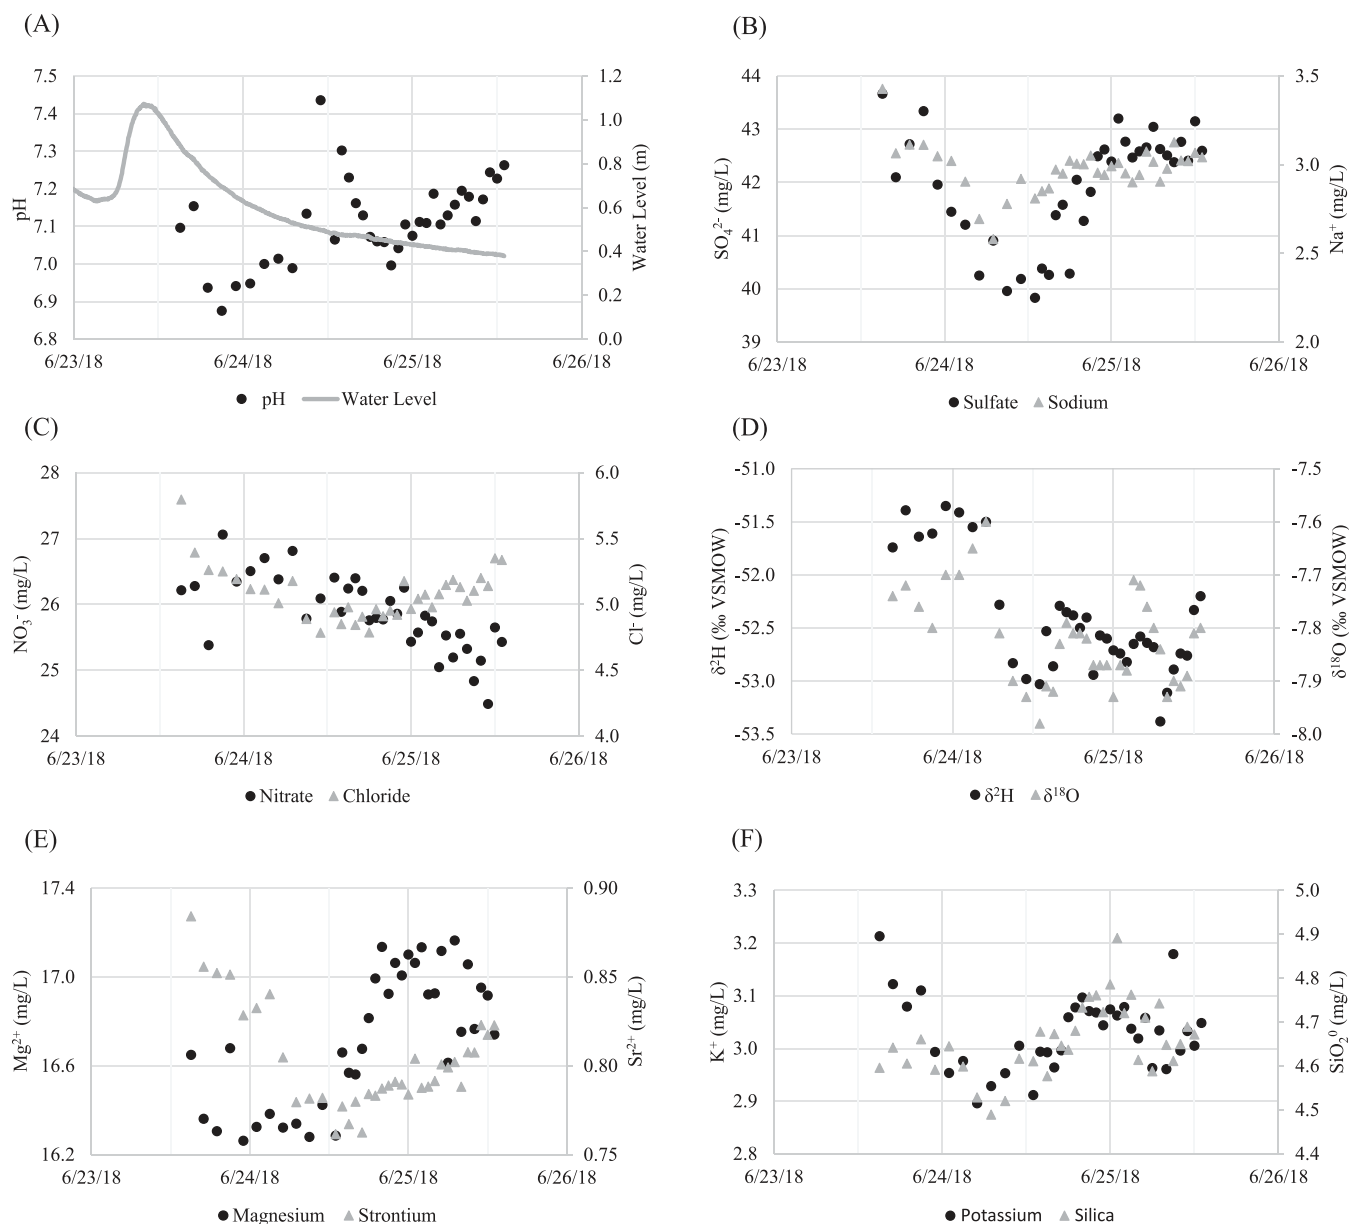 (A)
7.5
7.4
7.3
7.2
7.1
7.0
6.9
6.8
pH
1.2
1.0
0.8
0.6
0.4
0.2
0.0
Water Level (m)
6/23/18 6/24/18 6/25/18 6/26/18
pH Water Level
(B)
44
43
42
41
40
39
SO₄²⁻ (mg/L)
3.5
3.0
2.5
2.0
Na⁺ (mg/L)
6/23/18 6/24/18 6/25/18 6/26/18
Sulfate Sodium
(C)
28
27
26
25
24
NO₃⁻ (mg/L)
6.0
5.5
5.0
4.5
4.0
Cl⁻ (mg/L)
6/23/18 6/24/18 6/25/18 6/26/18
Nitrate Chloride
(D)
-51.0
-51.5
-52.0
-52.5
-53.0
-53.5
δ²H (‰ VSMOW)
-7.5
-7.6
-7.7
-7.8
-7.9
-8.0
δ¹⁸O (‰ VSMOW)
6/23/18 6/24/18 6/25/18 6/26/18
δ²H δ¹⁸O
(E)
17.4
17.0
16.6
16.2
Mg²⁺ (mg/L)
0.90
0.85
0.80
0.75
Sr²⁺ (mg/L)
6/23/18 6/24/18 6/25/18 6/26/18
Magnesium Strontium
(F)
3.3
3.2
3.1
3.0
2.9
2.8
K⁺ (mg/L)
5.0
4.9
4.8
4.7
4.6
4.5
4.4
SiO₂⁰ (mg/L)
6/23/18 6/24/18 6/25/18 6/26/18
Potassium Silica